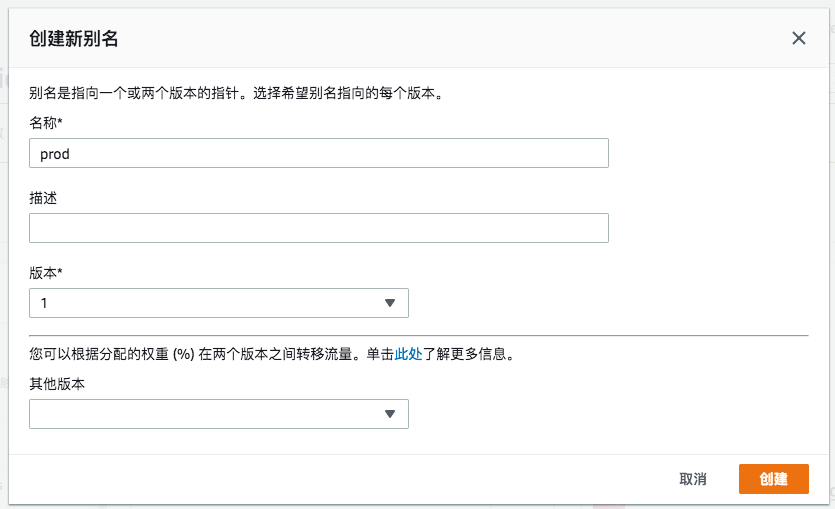 创建新别名
别名是指向一个或两个版本的指针。选择希望别名指向的每个版本。
名称*
prod
描述
版本*
1
您可以根据分配的权重 (%) 在两个版本之间转移流量。单击此处了解更多信息。
其他版本
取消
创建